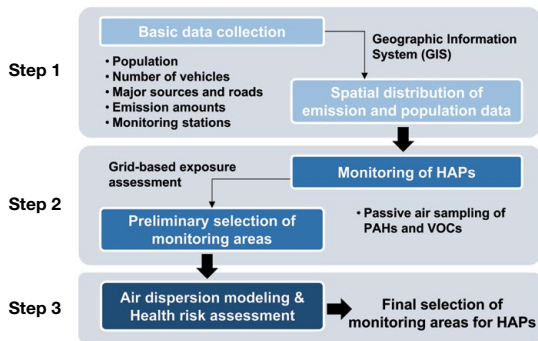 Step 1
Basic data collection
Geographic Information
System (GIS)
• Population
• Number of vehicles
• Major sources and roads
• Emission amounts
• Monitoring stations
Spatial distribution of
emission and population data
Step 2
Grid-based exposure
assessment
Monitoring of HAPs
Preliminary selection of
monitoring areas
• Passive air sampling of
PAHs and VOCs
Step 3
Air dispersion modeling &
Health risk assessment
Final selection of
monitoring areas for HAPs